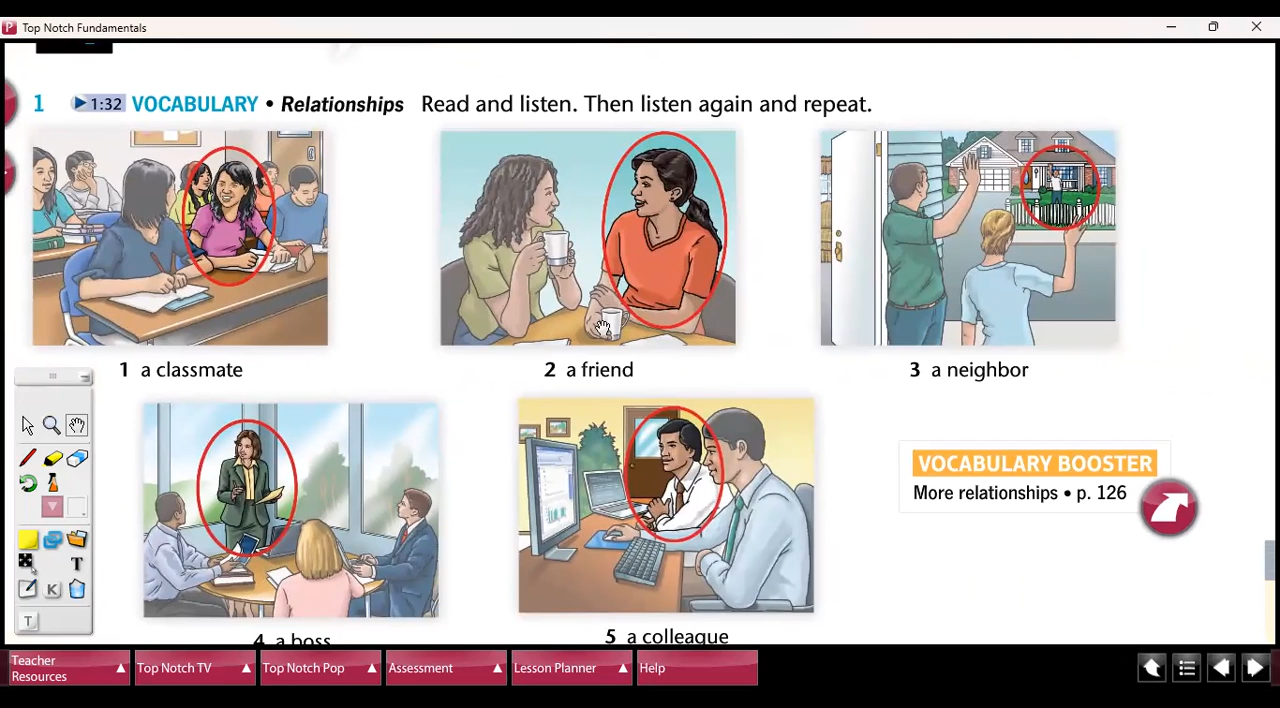 Top Notch Fundamentals
1 1:32 VOCABULARY • Relationships Read and listen. Then listen again and repeat.
1 a classmate
2 a friend
3 a neighbor
4 a boss
5 a colleague
VOCABULARY BOOSTER
More relationships • p. 126
T
K
T
Teacher
Resources
Top Notch TV
Top Notch Pop
Assessment
Lesson Planner
Help